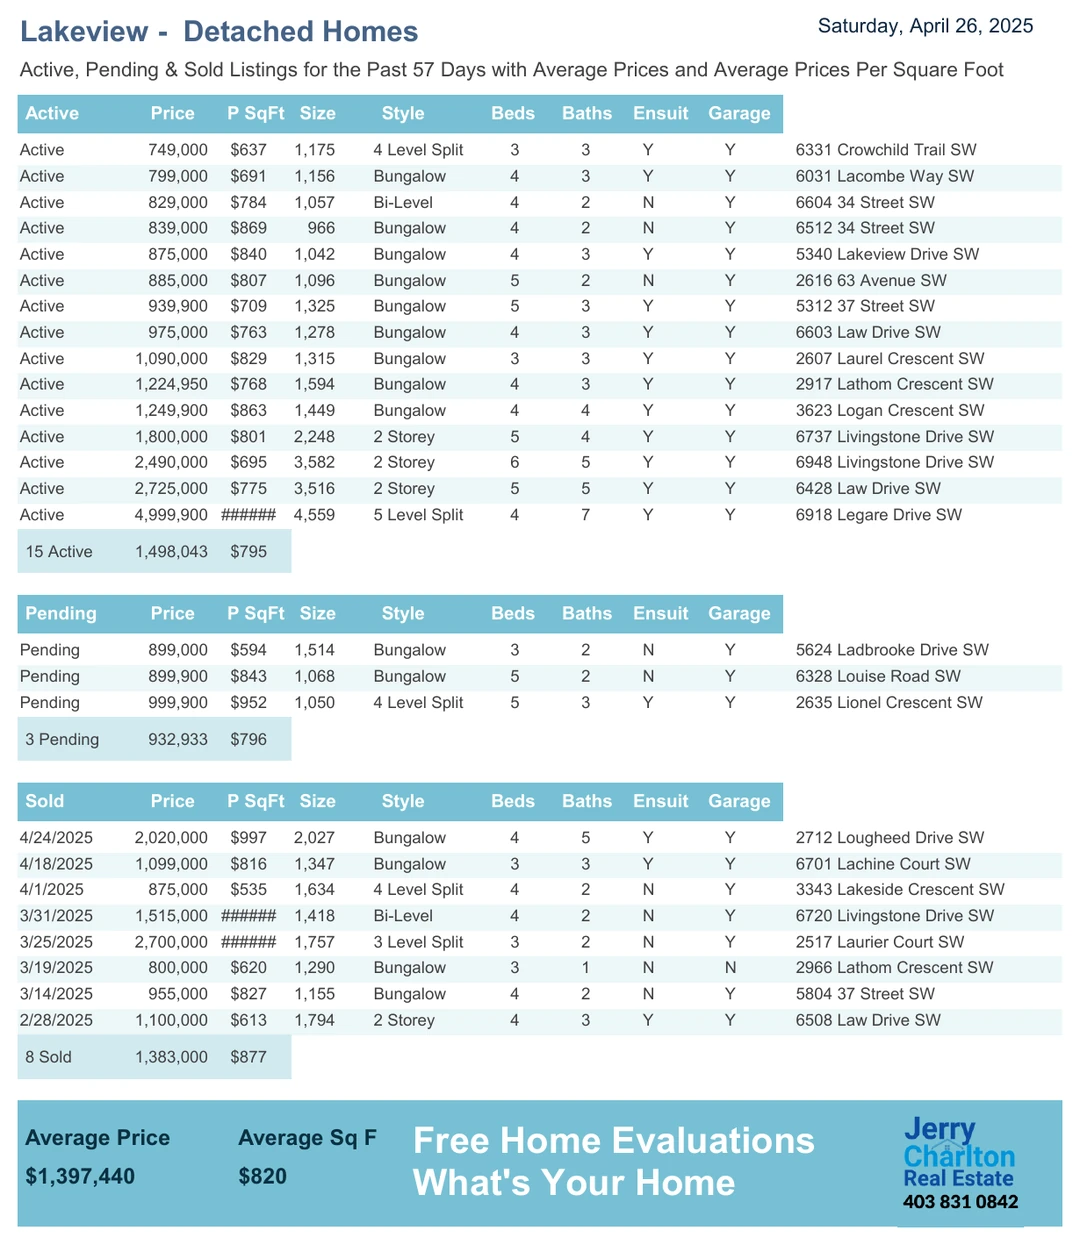 Lakeview - Detached Homes
Saturday, April 26, 2025
Active, Pending & Sold Listings for the Past 57 Days with Average Prices and Average Prices Per Square Foot
Active Price P SqFt Size Style Beds Baths Ensuit Garage
Active 749,000 $637 1,175 4 Level Split 3 3 Y Y 6331 Crowchild Trail SW
Active 799,000 $691 1,156 Bungalow 4 3 Y Y 6031 Lacombe Way SW
Active 829,000 $784 1,057 Bi-Level 4 2 N Y 6604 34 Street SW
Active 839,000 $869 966 Bungalow 4 2 N Y 6512 34 Street SW
Active 875,000 $840 1,042 Bungalow 4 3 Y Y 5340 Lakeview Drive SW
Active 885,000 $807 1,096 Bungalow 5 2 N Y 2616 63 Avenue SW
Active 939,900 $709 1,325 Bungalow 5 3 Y Y 5312 37 Street SW
Active 975,000 $763 1,278 Bungalow 4 3 Y Y 6603 Law Drive SW
Active 1,090,000 $829 1,315 Bungalow 3 3 Y Y 2607 Laurel Crescent SW
Active 1,224,950 $768 1,594 Bungalow 4 3 Y Y 2917 Lathom Crescent SW
Active 1,249,900 $863 1,449 Bungalow 4 4 Y Y 3623 Logan Crescent SW
Active 1,800,000 $801 2,248 2 Storey 5 4 Y Y 6737 Livingstone Drive SW
Active 2,490,000 $695 3,582 2 Storey 6 5 Y Y 6948 Livingstone Drive SW
Active 2,725,000 $775 3,516 2 Storey 5 5 Y Y 6428 Law Drive SW
Active 4,999,900 ###### 4,559 5 Level Split 4 7 Y Y 6918 Legare Drive SW
15 Active 1,498,043 $795
Pending Price P SqFt Size Style Beds Baths Ensuit Garage
Pending 899,000 $594 1,514 Bungalow 3 2 N Y 5624 Ladbrooke Drive SW
Pending 899,900 $843 1,068 Bungalow 5 2 N Y 6328 Louise Road SW
Pending 999,900 $952 1,050 4 Level Split 5 3 Y Y 2635 Lionel Crescent SW
3 Pending 932,933 $796
Sold Price P SqFt Size Style Beds Baths Ensuit Garage
4/24/2025 2,020,000 $997 2,027 Bungalow 4 5 Y Y 2712 Lougheed Drive SW
4/18/2025 1,099,000 $816 1,347 Bungalow 3 3 Y Y 6701 Lachine Court SW
4/1/2025 875,000 $535 1,634 4 Level Split 4 2 N Y 3343 Lakeside Crescent SW
3/31/2025 1,515,000 ###### 1,418 Bi-Level 4 2 N Y 6720 Livingstone Drive SW
3/25/2025 2,700,000 ###### 1,757 3 Level Split 3 2 N Y 2517 Laurier Court SW
3/19/2025 800,000 $620 1,290 Bungalow 3 1 N N 2966 Lathom Crescent SW
3/14/2025 955,000 $827 1,155 Bungalow 4 2 N Y 5804 37 Street SW
2/28/2025 1,100,000 $613 1,794 2 Storey 4 3 Y Y 6508 Law Drive SW
8 Sold 1,383,000 $877
Average Price Average Sq F
$1,397,440 $820
Free Home Evaluations
What's Your Home
Jerry
Charlton
Real Estate
403 831 0842